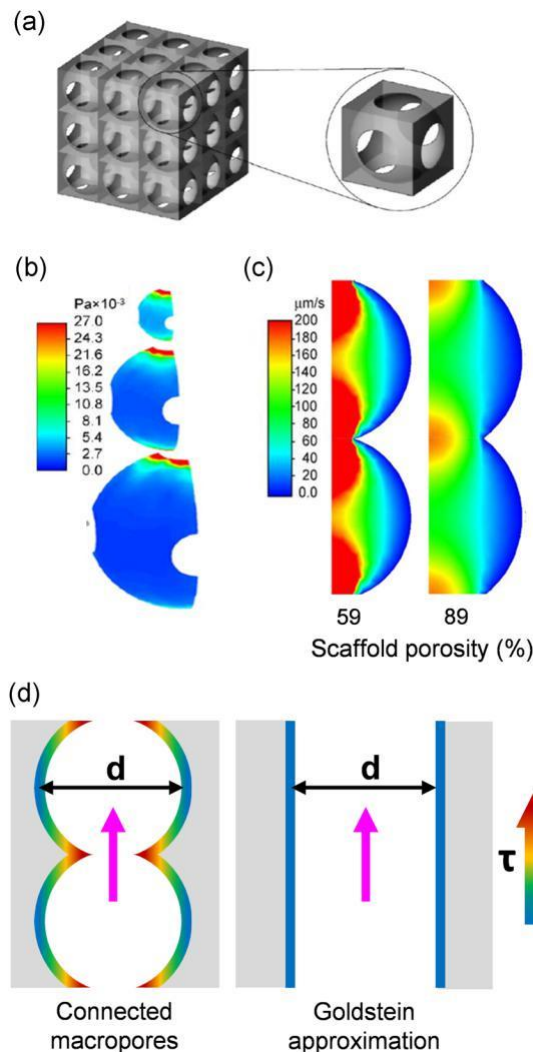 (a)
(b)
Pa×10⁻³
27.0
24.3
21.6
16.2
13.5
10.8
5.4
2.7
0.0
(c)
µm/s
200
180
160
140
120
100
80
60
40
20
0.0
59
89
Scaffold porosity (%)
(d)
d
d
τ
Connected
macropores
Goldstein
approximation